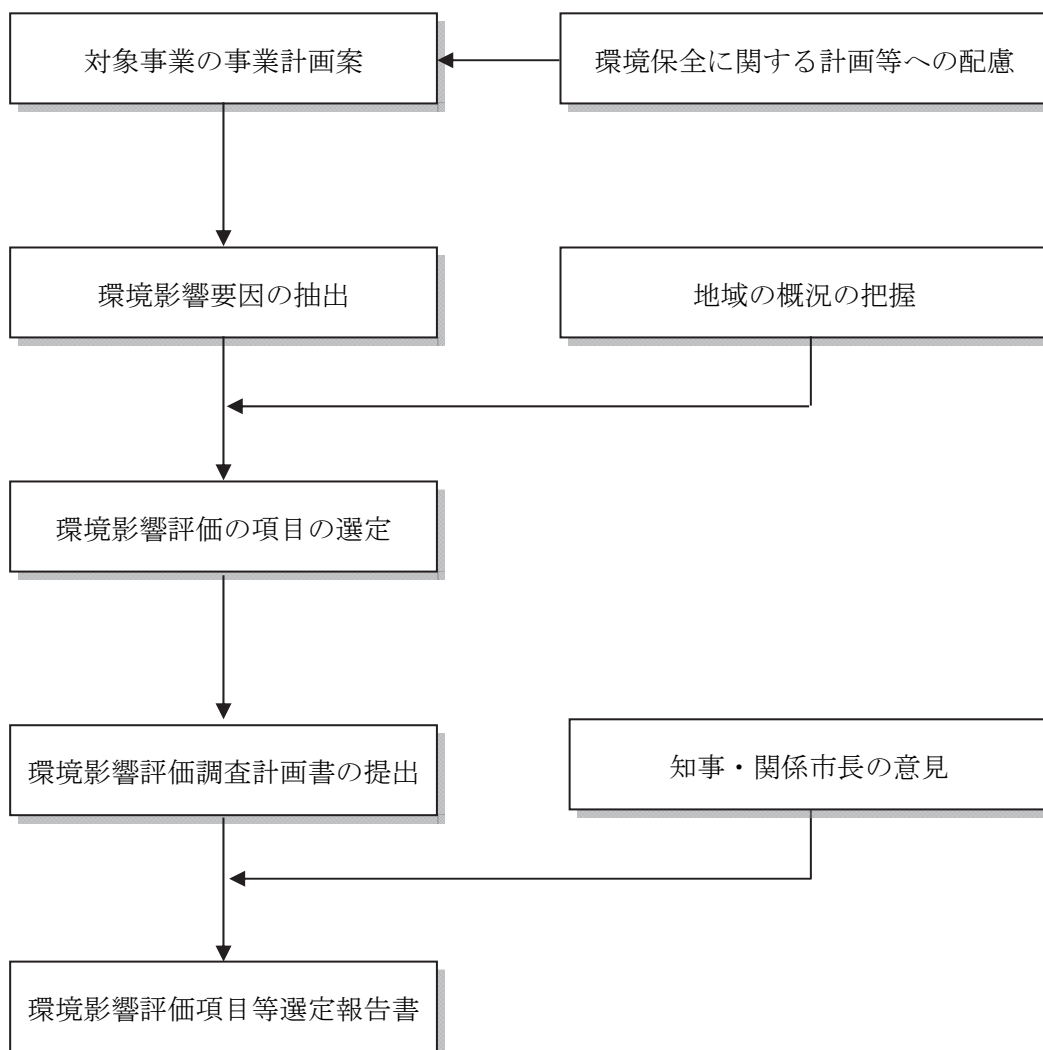 対象事業の事業計画案
環境保全に関する計画等への配慮
環境影響要因の抽出
地域の概況の把握
環境影響評価の項目の選定
環境影響評価調査計画書の提出
知事・関係市長の意見
環境影響評価項目等選定報告書